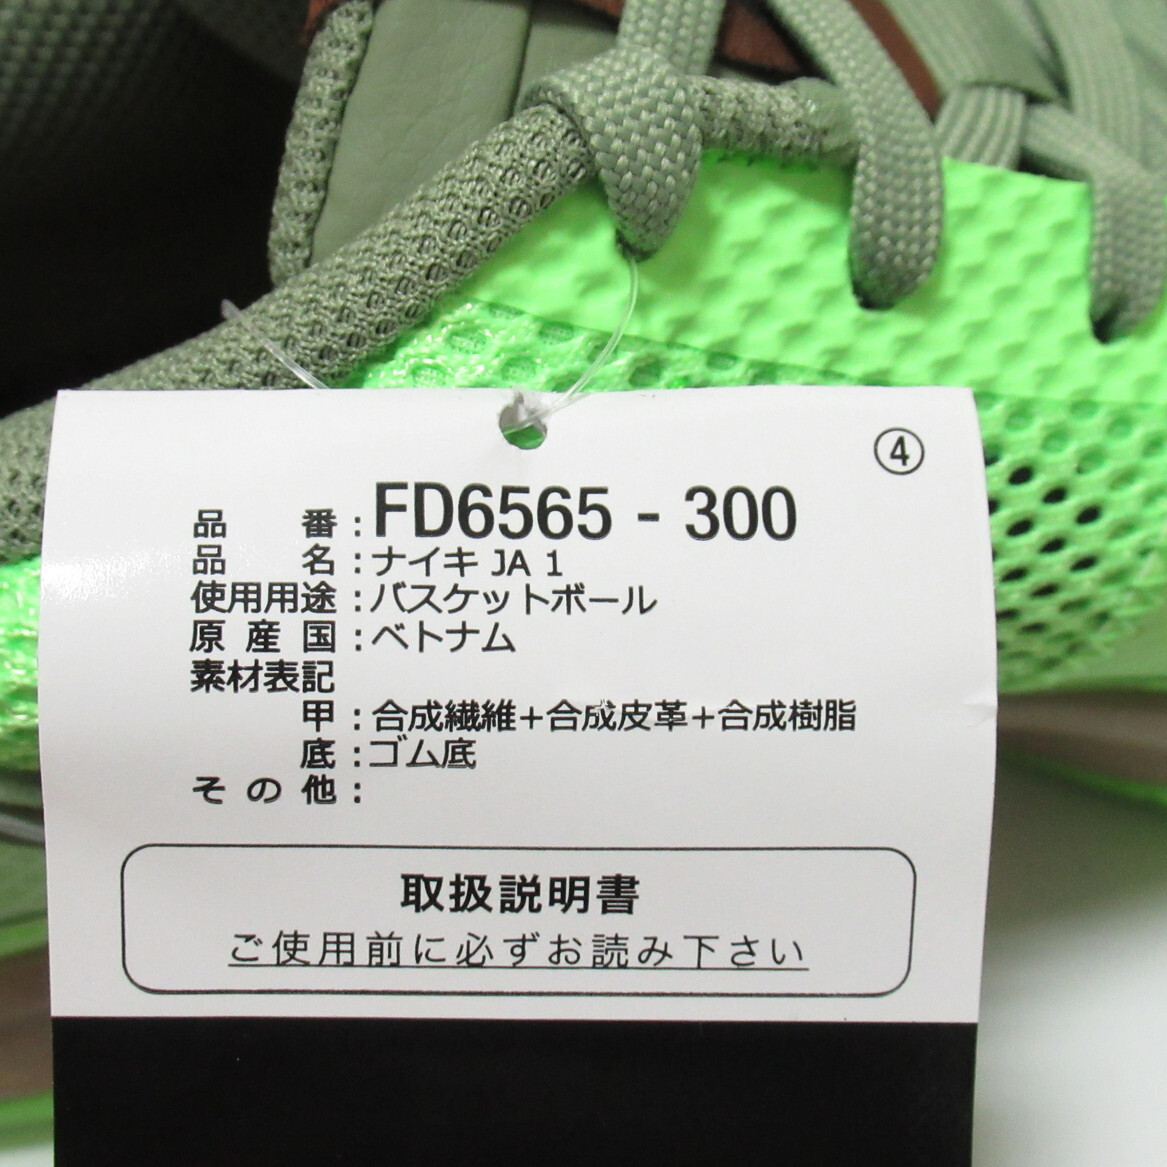 ④
品番：FD6565 - 300
品名：ナイキ JA 1
使用用途：バスケットボール
原産国：ベトナム
素材表記
甲：合成繊維+合成皮革+合成樹脂
底：ゴム底
その他：
取扱説明書
ご使用前に必ずお読み下さい